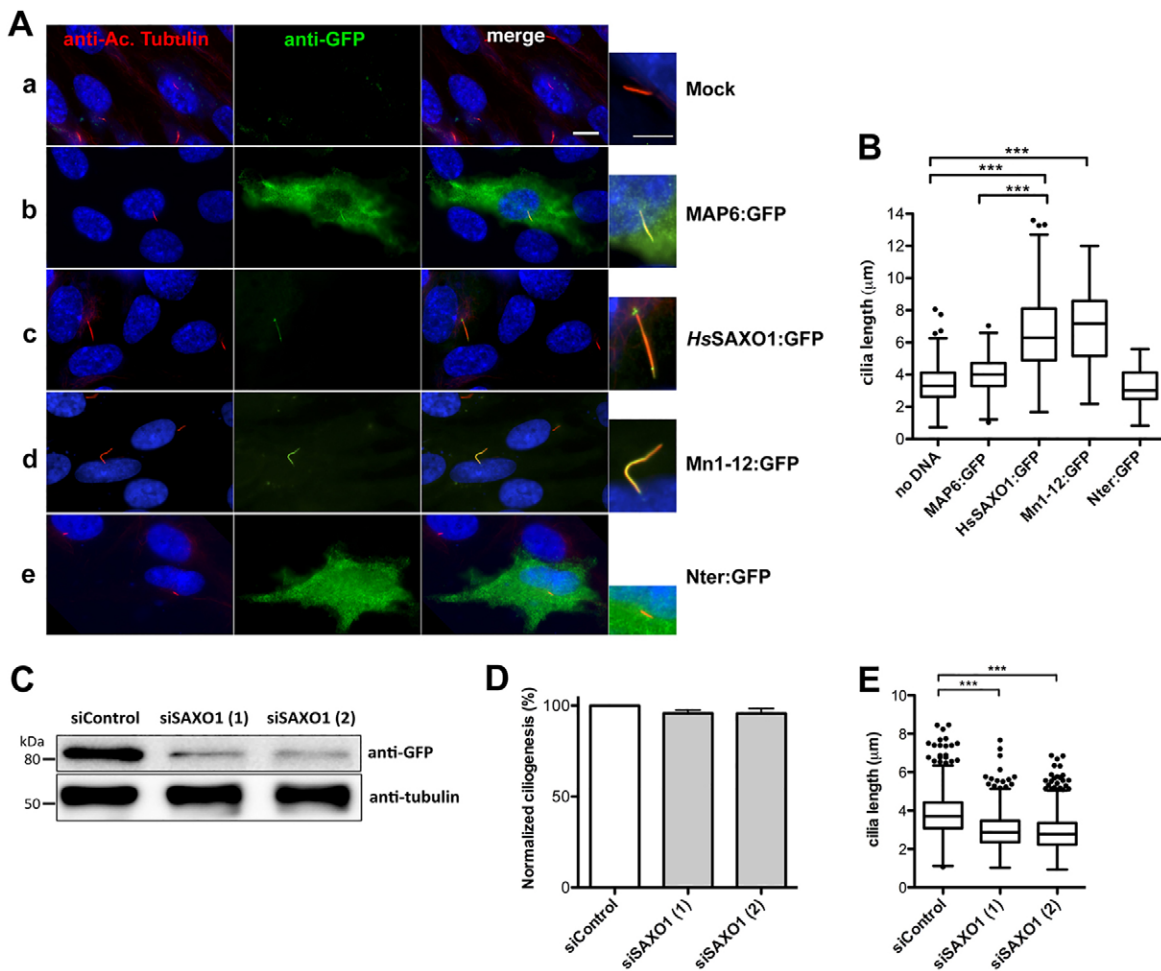 A
anti-Ac. Tubulin anti-GFP merge
a Mock
b MAP6:GFP
c HsSAXO1:GFP
d Mn1-12:GFP
e Nter:GFP
B
***
***
***
cilia length (µm)
14
12
10
8
6
4
2
0
no DNA MAP6:GFP HsSAXO1:GFP Mn1-12:GFP Nter:GFP
C
siControl siSAXO1 (1) siSAXO1 (2)
kDa
80 anti-GFP
50 anti-tubulin
D
Normalized ciliogenesis (%)
100
50
0
siControl siSAXO1 (1) siSAXO1 (2)
E
***
***
cilia length (µm)
10
8
6
4
2
0
siControl siSAXO1 (1) siSAXO1 (2)